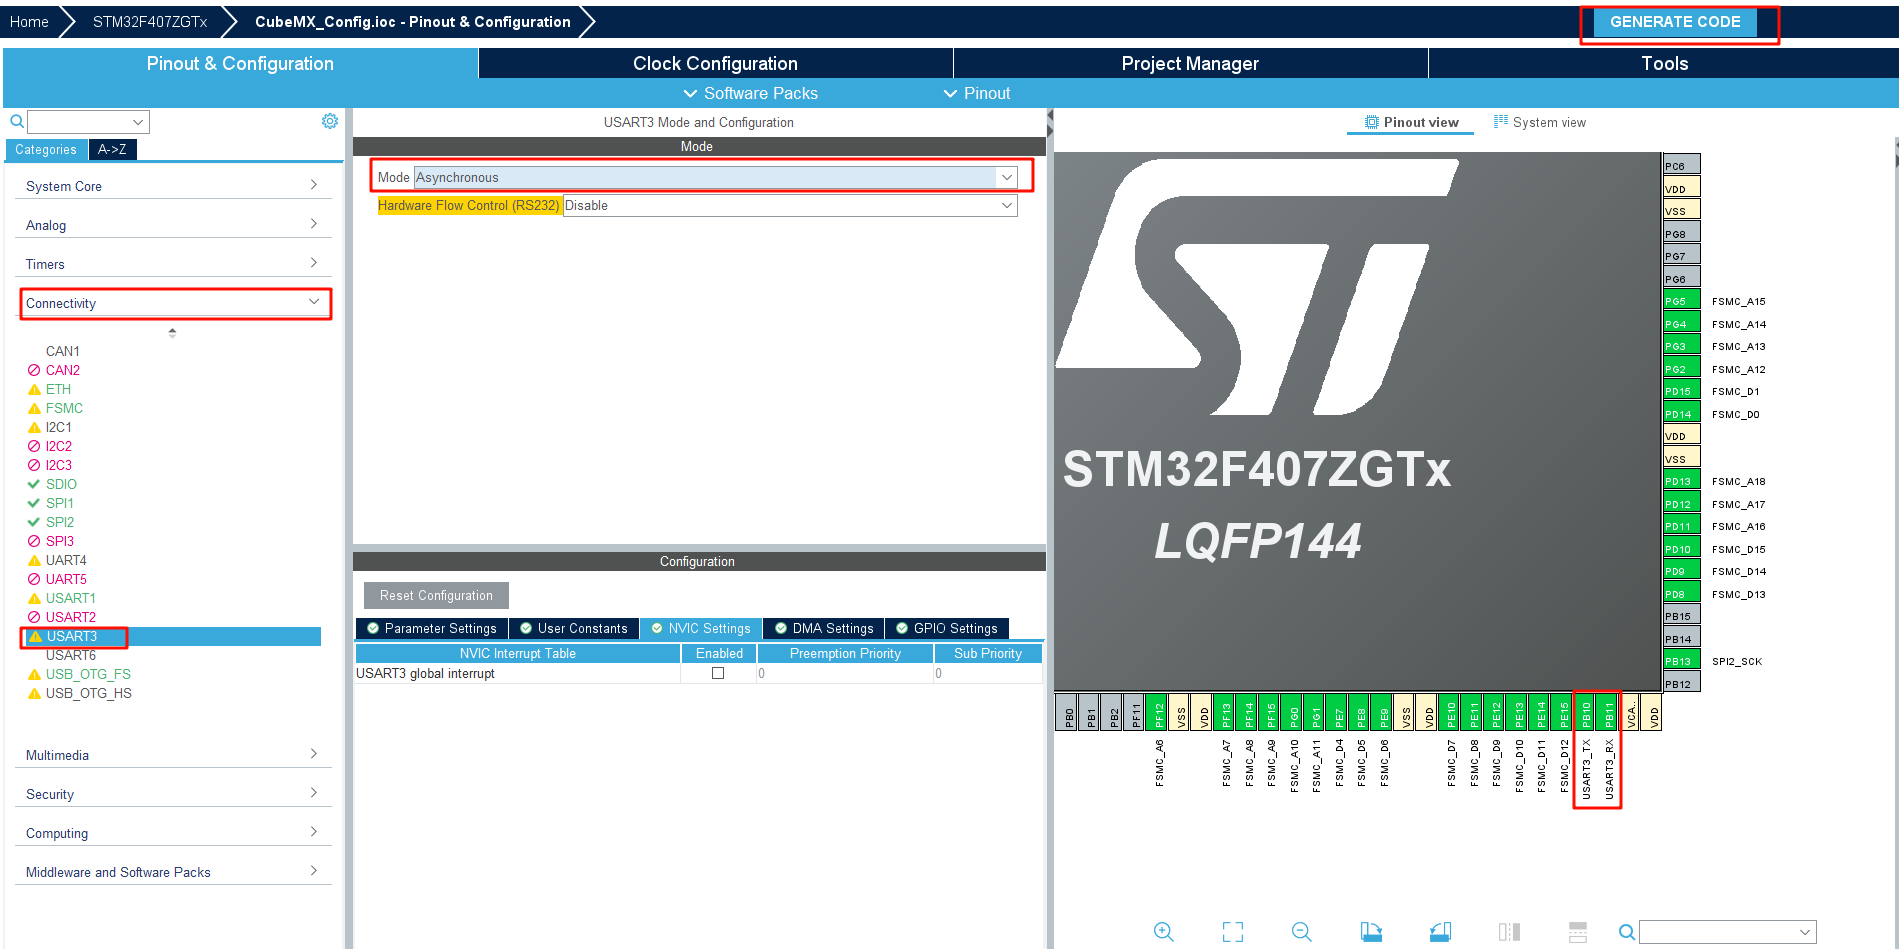 Home STM32F407ZGTx CubeMX_Config.ioc - Pinout & Configuration GENERATE CODE
Pinout & Configuration Clock Configuration Project Manager Tools
Software Packs Pinout
Categories A->Z
System Core
Analog
Timers
Connectivity
CAN1
CAN2
ETH
FSMC
I2C1
I2C2
I2C3
SDIO
SPI1
SPI2
SPI3
UART4
UART5
USART1
USART2
USART3
USART6
USB_OTG_FS
USB_OTG_HS
Multimedia
Security
Computing
Middleware and Software Packs
USART3 Mode and Configuration
Mode
Mode Asynchronous
Hardware Flow Control (RS232) Disable
Configuration
Reset Configuration
Parameter Settings User Constants NVIC Settings DMA Settings GPIO Settings
NVIC Interrupt Table Enabled Preemption Priority Sub Priority
USART3 global interrupt 0 0
Pinout view System view
ST
STM32F407ZGTx
LQFP144
PC6
VDD
VSS
PG8
PG7
PG6
PG5 FSMC_A15
PG4 FSMC_A14
PG3 FSMC_A13
PG2 FSMC_A12
PD15 FSMC_D1
PD14 FSMC_D0
VDD
VSS
PD13 FSMC_A18
PD12 FSMC_A17
PD11 FSMC_A16
PD10 FSMC_D15
PD9 FSMC_D14
PD8 FSMC_D13
PB15
PB14
PB13 SPI2_SCK
PB12
PB0
PB1
PB2
PF11
PF12 FSMC_A6
VSS
VDD
PF13 FSMC_A7
PF14 FSMC_A8
PF15 FSMC_A9
PG0 FSMC_A10
PG1 FSMC_A11
PE7 FSMC_D4
PE8 FSMC_D5
PE9 FSMC_D6
VSS
VDD
PE10 FSMC_D7
PE11 FSMC_D8
PE12 FSMC_D9
PE13 FSMC_D10
PE14 FSMC_D11
PE15 FSMC_D12
PB10 USART3_TX
PB11 USART3_RX
VCA..
VDD